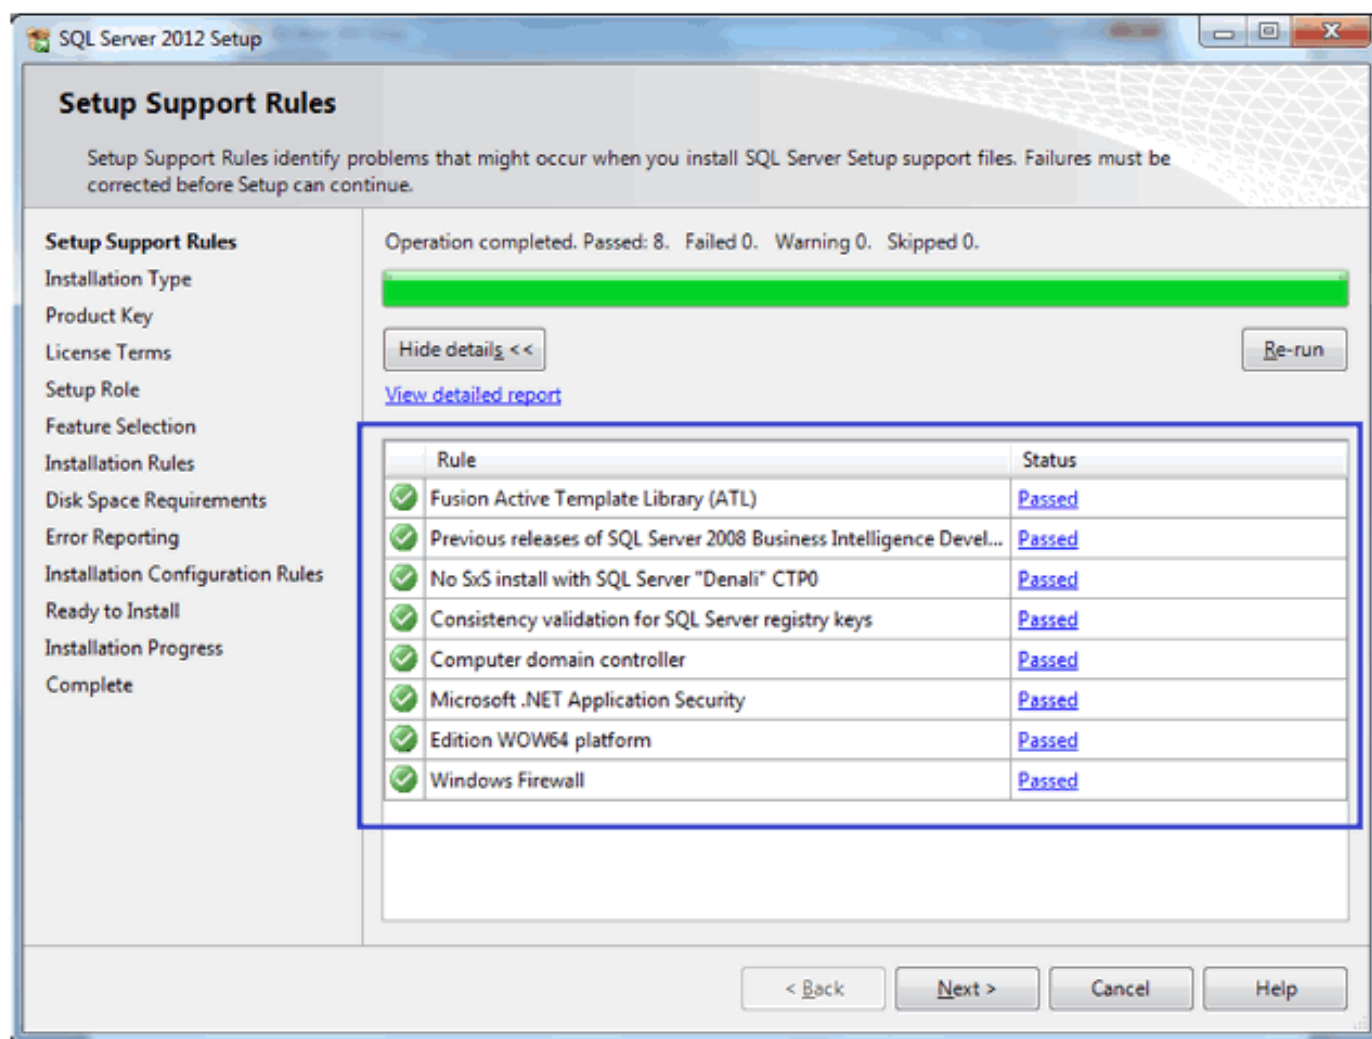 SQL Server 2012 Setup
Setup Support Rules
Setup Support Rules identify problems that might occur when you install SQL Server Setup support files. Failures must be
corrected before Setup can continue.
Setup Support Rules
Installation Type
Product Key
License Terms
Setup Role
Feature Selection
Installation Rules
Disk Space Requirements
Error Reporting
Installation Configuration Rules
Ready to Install
Installation Progress
Complete
Operation completed. Passed: 8. Failed 0. Warning 0. Skipped 0.
Hide details <<
Re-run
View detailed report
Rule Status
Fusion Active Template Library (ATL) Passed
Previous releases of SQL Server 2008 Business Intelligence Devel... Passed
No SxS install with SQL Server "Denali" CTP0 Passed
Consistency validation for SQL Server registry keys Passed
Computer domain controller Passed
Microsoft .NET Application Security Passed
Edition WOW64 platform Passed
Windows Firewall Passed
< Back Next > Cancel Help